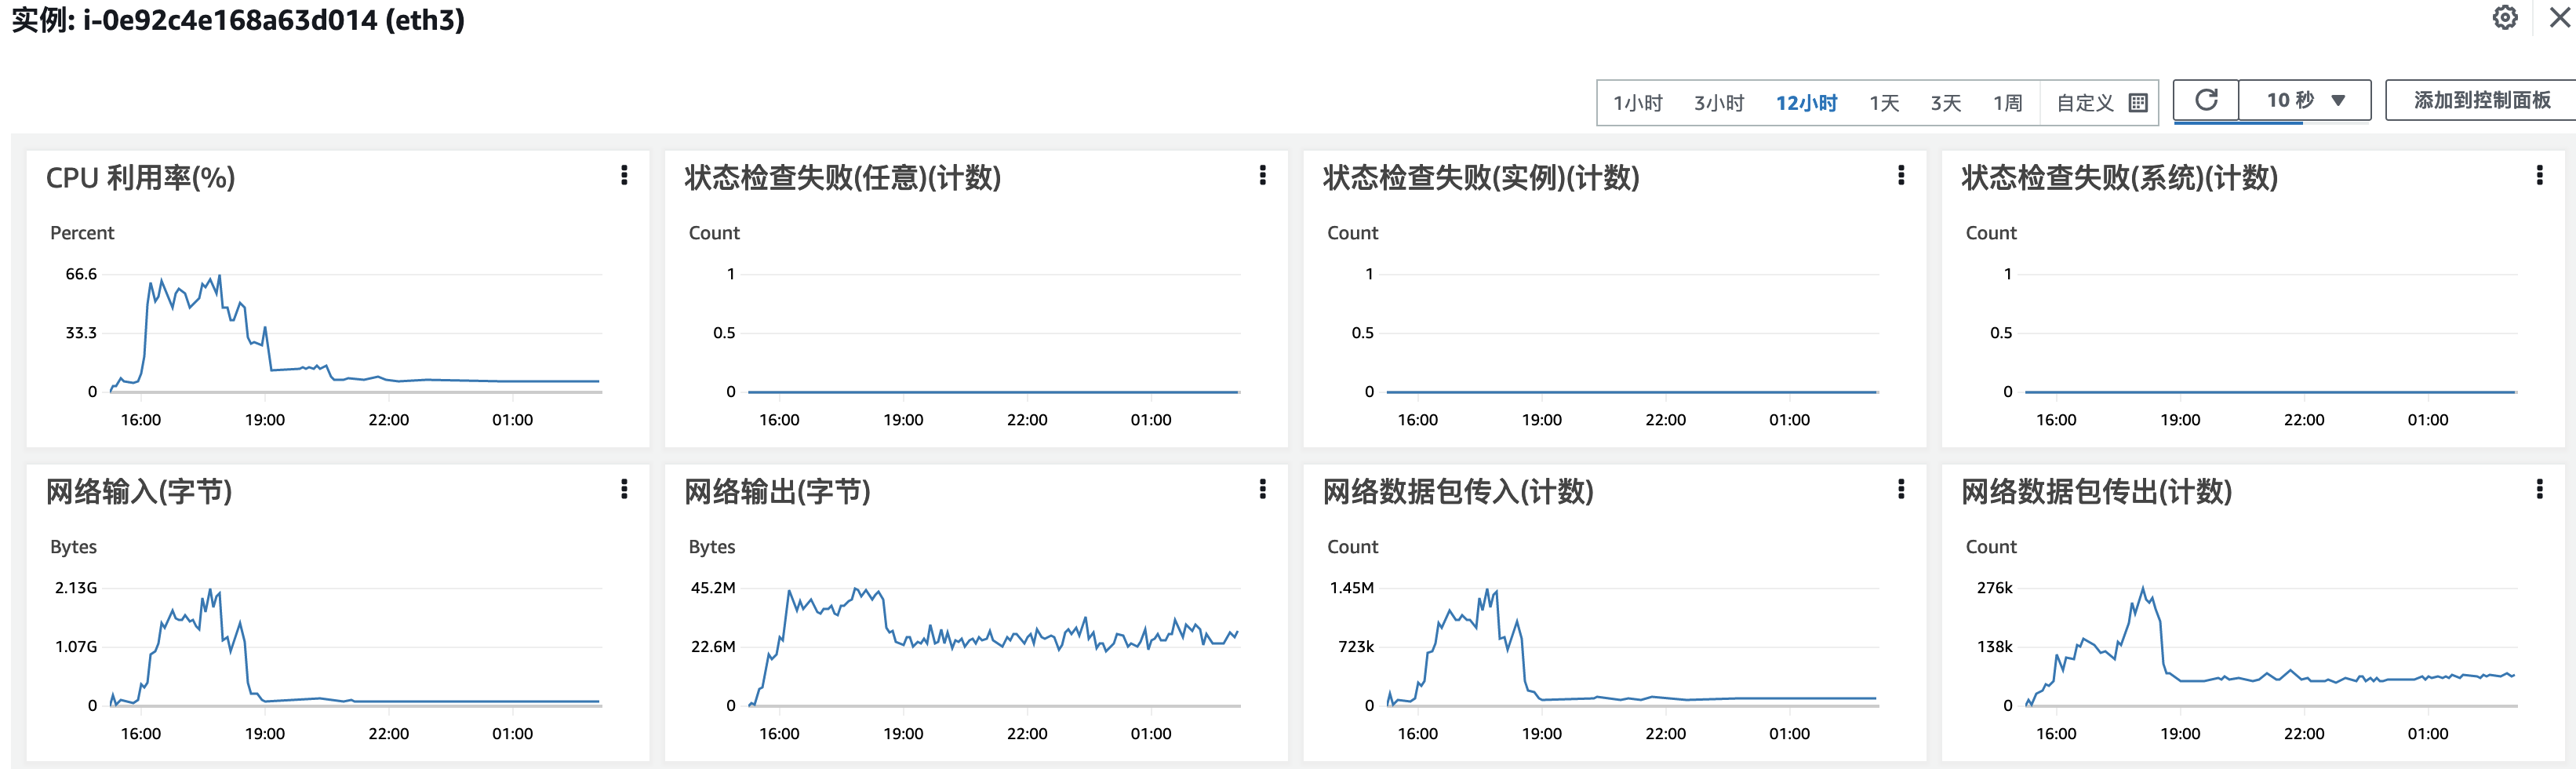 实例: i-0e92c4e168a63d014 (eth3)
1小时 3小时 12小时 1天 3天 1周 自定义 10 秒 添加到控制面板
CPU 利用率(%)
Percent
66.6
33.3
0
16:00 19:00 22:00 01:00
状态检查失败(任意)(计数)
Count
1
0.5
0
16:00 19:00 22:00 01:00
状态检查失败(实例)(计数)
Count
1
0.5
0
16:00 19:00 22:00 01:00
状态检查失败(系统)(计数)
Count
1
0.5
0
16:00 19:00 22:00 01:00
网络输入(字节)
Bytes
2.13G
1.07G
0
16:00 19:00 22:00 01:00
网络输出(字节)
Bytes
45.2M
22.6M
0
16:00 19:00 22:00 01:00
网络数据包传入(计数)
Count
1.45M
723k
0
16:00 19:00 22:00 01:00
网络数据包传出(计数)
Count
276k
138k
0
16:00 19:00 22:00 01:00